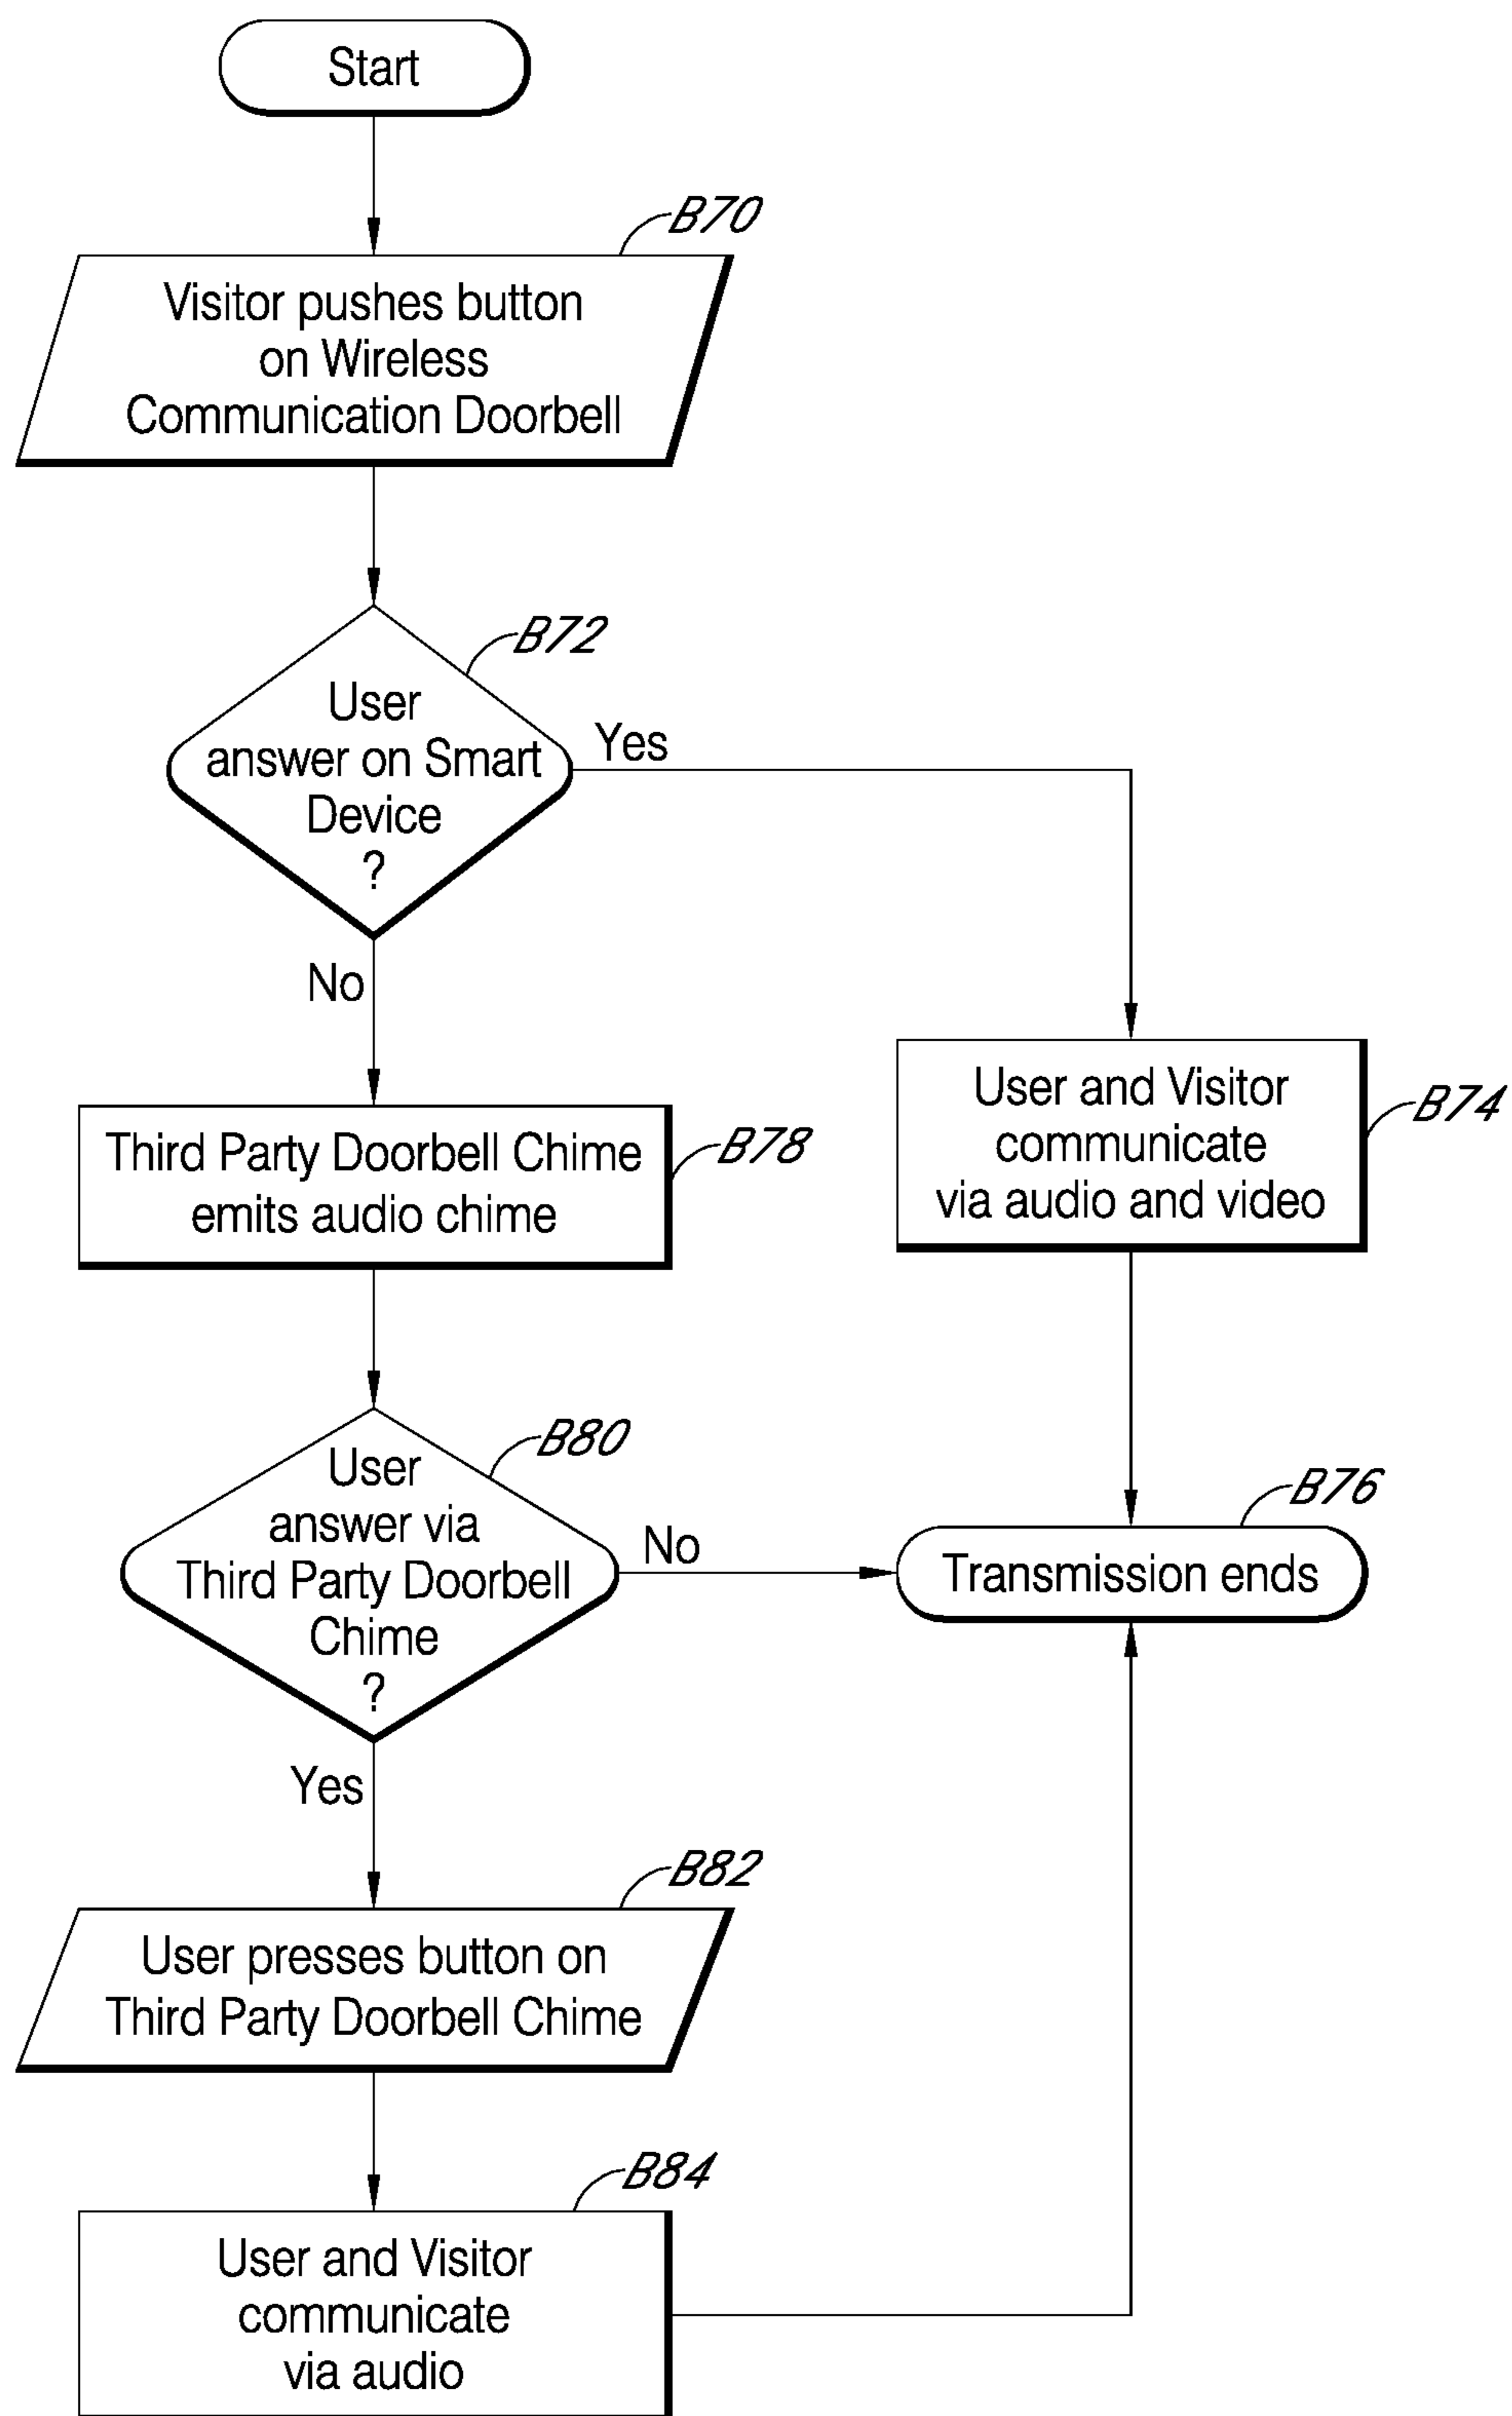 Start
B70
Visitor pushes button
on Wireless
Communication Doorbell
B72
User
answer on Smart
Device
?
Yes
No
User and Visitor
communicate
via audio and video
B74
Third Party Doorbell Chime
emits audio chime
B78
B80
User
answer via
Third Party Doorbell
Chime
?
No
B76
Transmission ends
Yes
B82
User presses button on
Third Party Doorbell Chime
B84
User and Visitor
communicate
via audio